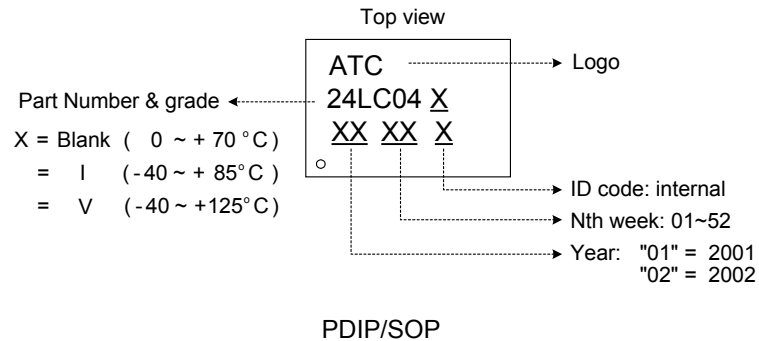 Top view
ATC
Logo
Part Number & grade
24LC04 X
X = Blank ( 0 ~ + 70 °C)
XX XX X
= I (-40 ~ + 85°C )
ID code: internal
= V (-40 ~ +125°C)
Nth week: 01~52
Year: "01" = 2001
"02" = 2002
PDIP/SOP